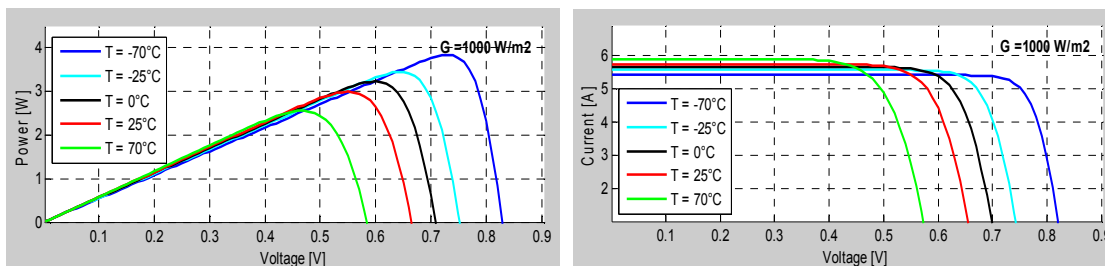 Power [W]
4
3
2
1
0
G =1000 W/m2
T = -70°C
T = -25°C
T = 0°C
T = 25°C
T = 70°C
0.1 0.2 0.3 0.4 0.5 0.6 0.7 0.8 0.9
Voltage [V]
Current [A]
6
5
4
3
2
G =1000 W/m2
T = -70°C
T = -25°C
T = 0°C
T = 25°C
T = 70°C
0.1 0.2 0.3 0.4 0.5 0.6 0.7 0.8 0.9
Voltage [V]